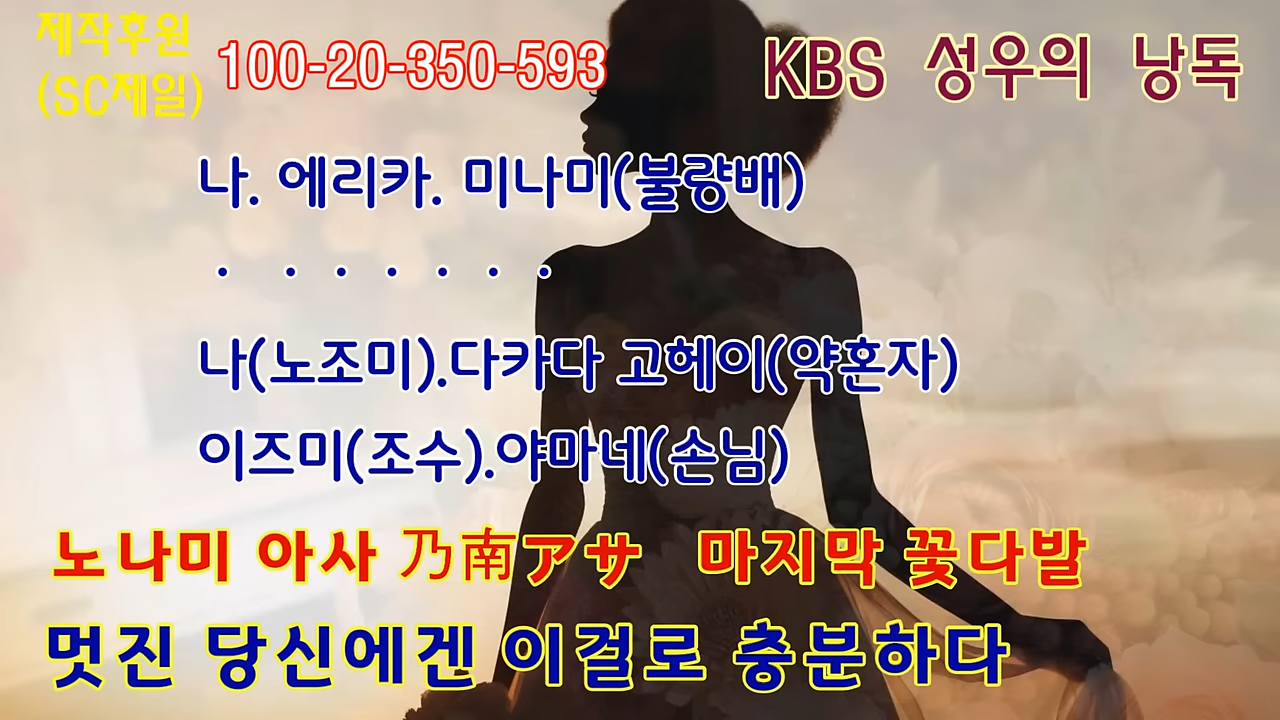 제작후원
(SC제일)
100-20-350-593
KBS 성우의 낭독
나. 에리카. 미나미(불량배)
. . . . . . .
나(노조미).다카다 고헤이(약혼자)
이즈미(조수).야마네(손님)
노나미 아사 乃南アサ 마지막 꽃다발
멋진 당신에겐 이걸로 충분하다